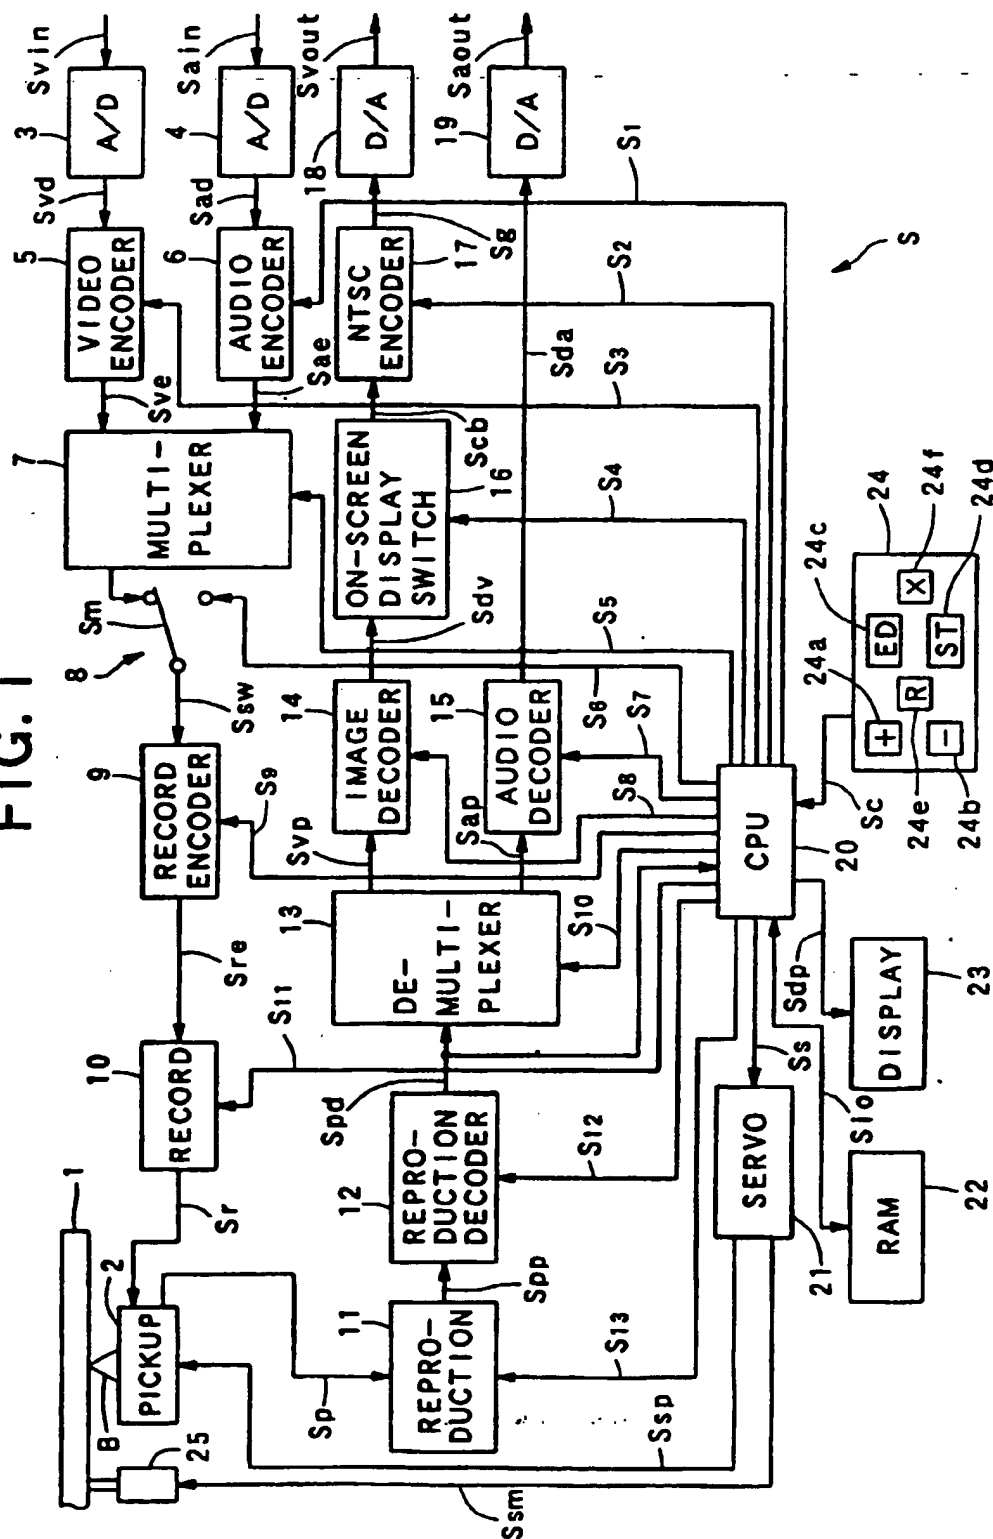 FIG. 1
1
25
B
2
PICKUP
Sr
10
RECORD
Sre
9
RECORD
ENCODER
Ssw
8
Sm
7
MULTI-
PLEXER
Sve
5
VIDEO
ENCODER
Svd
3
A/D
Svin
Sae
6
AUDIO
ENCODER
Sad
4
A/D
Sain
Sp
11
REPRO-
DUCTION
Spp
12
REPRO-
DUCTION
DECODER
Spd
S11
13
DE-
MULTI-
PLEXER
Svp
S9
14
IMAGE
DECODER
Sdv
ON-SCREEN
DISPLAY
SWITCH
16
Scb
NTSC
ENCODER
17
Sg
18
D/A
Svout
Sap
15
AUDIO
DECODER
Sda
19
D/A
Saout
Ssm
Ssp
S13
S12
S10
S8
S7
S6
S5
S4
S3
S2
S1
S
SERVO
21
Ss
CPU
20
Sdp
Sio
Sc
RAM
22
DISPLAY
23
24a
24c
24
+
ED
R
X
24f
-
ST
24e
24b
24d